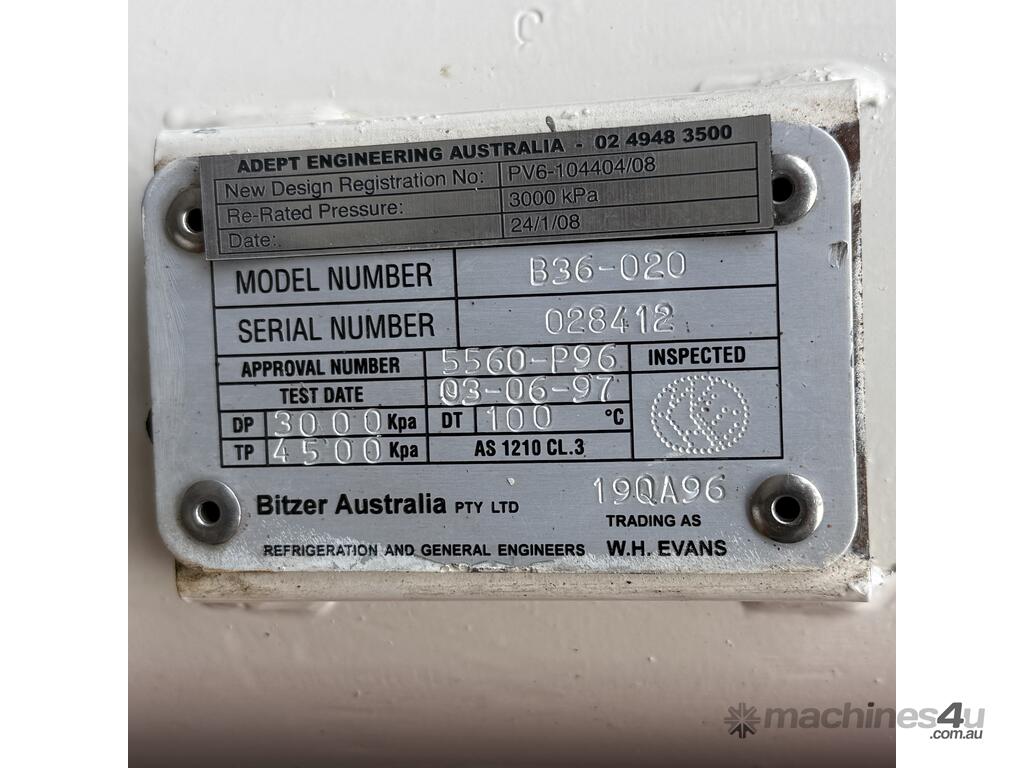 3
ADEPT ENGINEERING AUSTRALIA - 02 4948 3500
New Design Registration No: PV6-104404/08
Re-Rated Pressure: 3000 kPa
Date: 24/1/08
MODEL NUMBER B36-020
SERIAL NUMBER 028412
APPROVAL NUMBER 5560-P96 INSPECTED
TEST DATE 03-06-97
DP 3000 Kpa DT 100 °C
TP 4500 Kpa AS 1210 CL.3
Bitzer Australia PTY LTD 19QA96
TRADING AS
REFRIGERATION AND GENERAL ENGINEERS W.H. EVANS
machines4u
.com.au